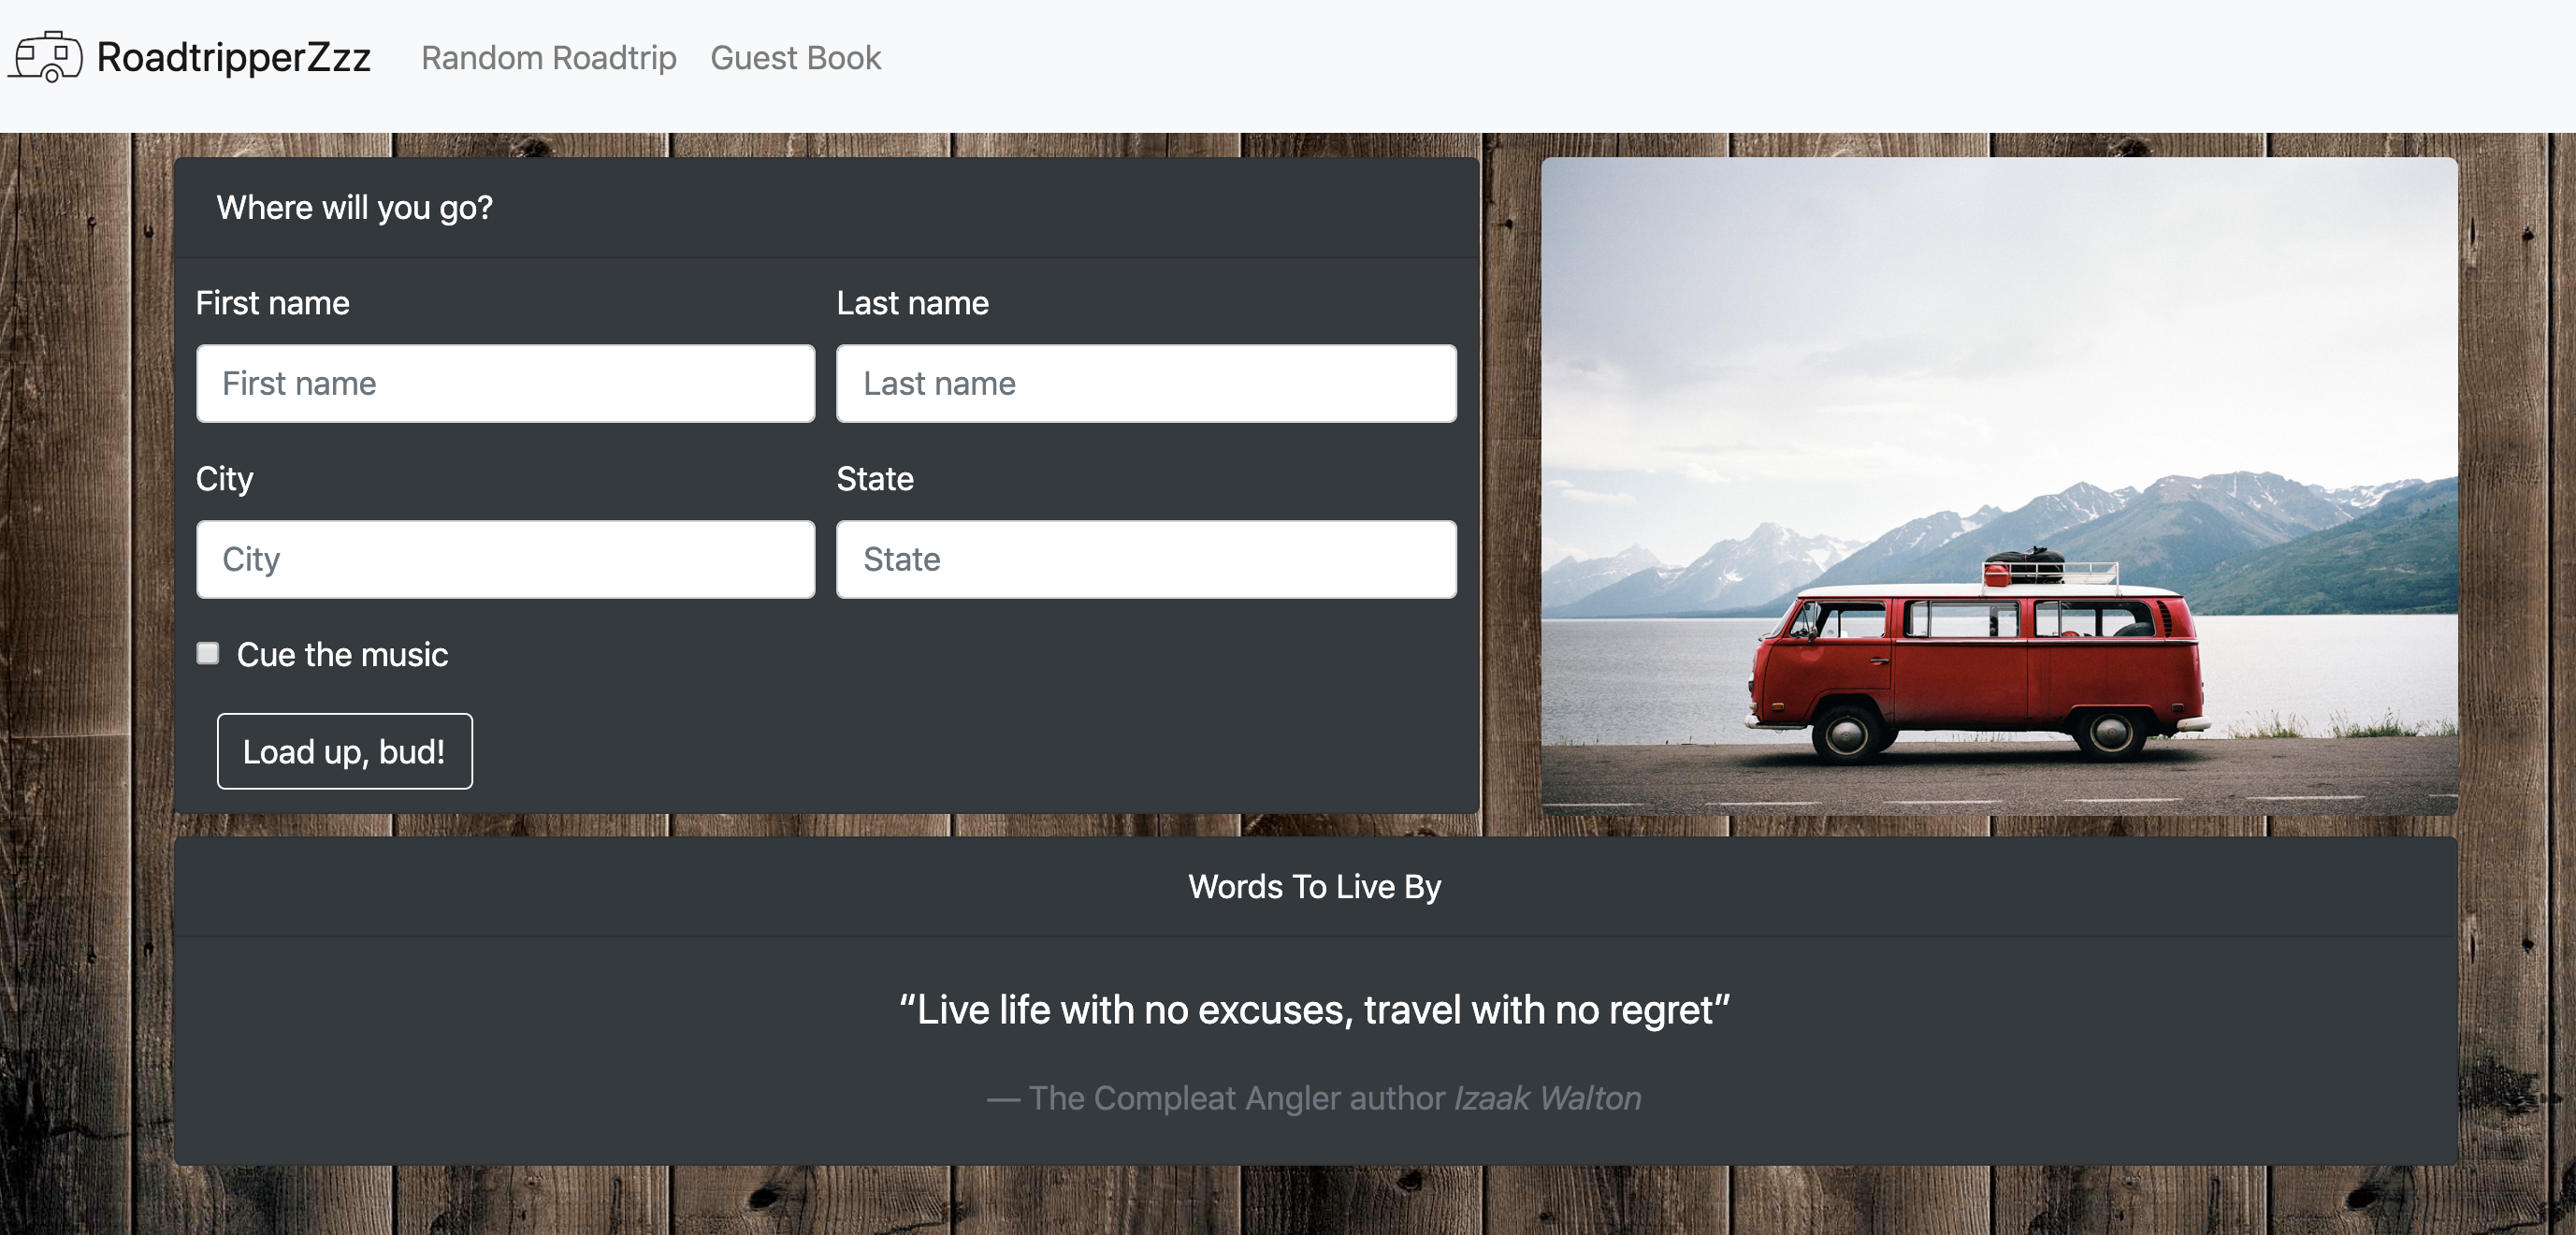 RoadtripperZzz Random Roadtrip Guest Book
Where will you go?
First name Last name
First name Last name
City State
City State
Cue the music
Load up, bud!
Words To Live By
“Live life with no excuses, travel with no regret”
— The Compleat Angler author Izaak Walton